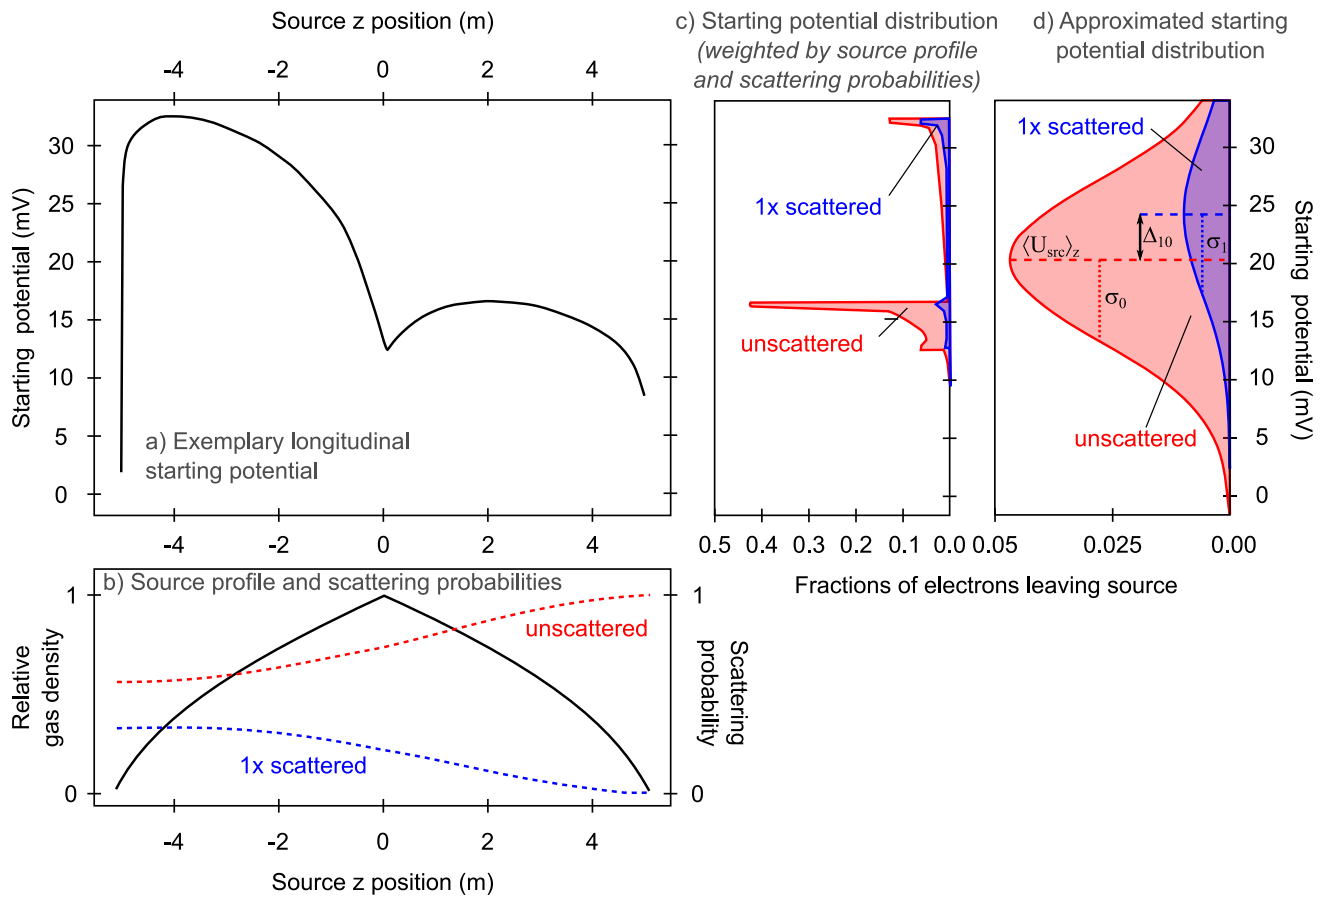 Source z position (m)
-4 -2 0 2 4
Starting potential (mV)
30
25
20
15
10
5
0
a) Exemplary longitudinal
starting potential
-4 -2 0 2 4
c) Starting potential distribution
(weighted by source profile
and scattering probabilities)
1x scattered
unscattered
0.5 0.4 0.3 0.2 0.1 0.0
d) Approximated starting
potential distribution
1x scattered
⟨U_src⟩_z
Δ_10
σ_1
σ_0
unscattered
30
25
20
15
10
5
0
Starting potential (mV)
0.05 0.025 0.00
Fractions of electrons leaving source
b) Source profile and scattering probabilities
Relative
gas density
1
0
unscattered
1x scattered
1
0
Scattering
probability
-4 -2 0 2 4
Source z position (m)